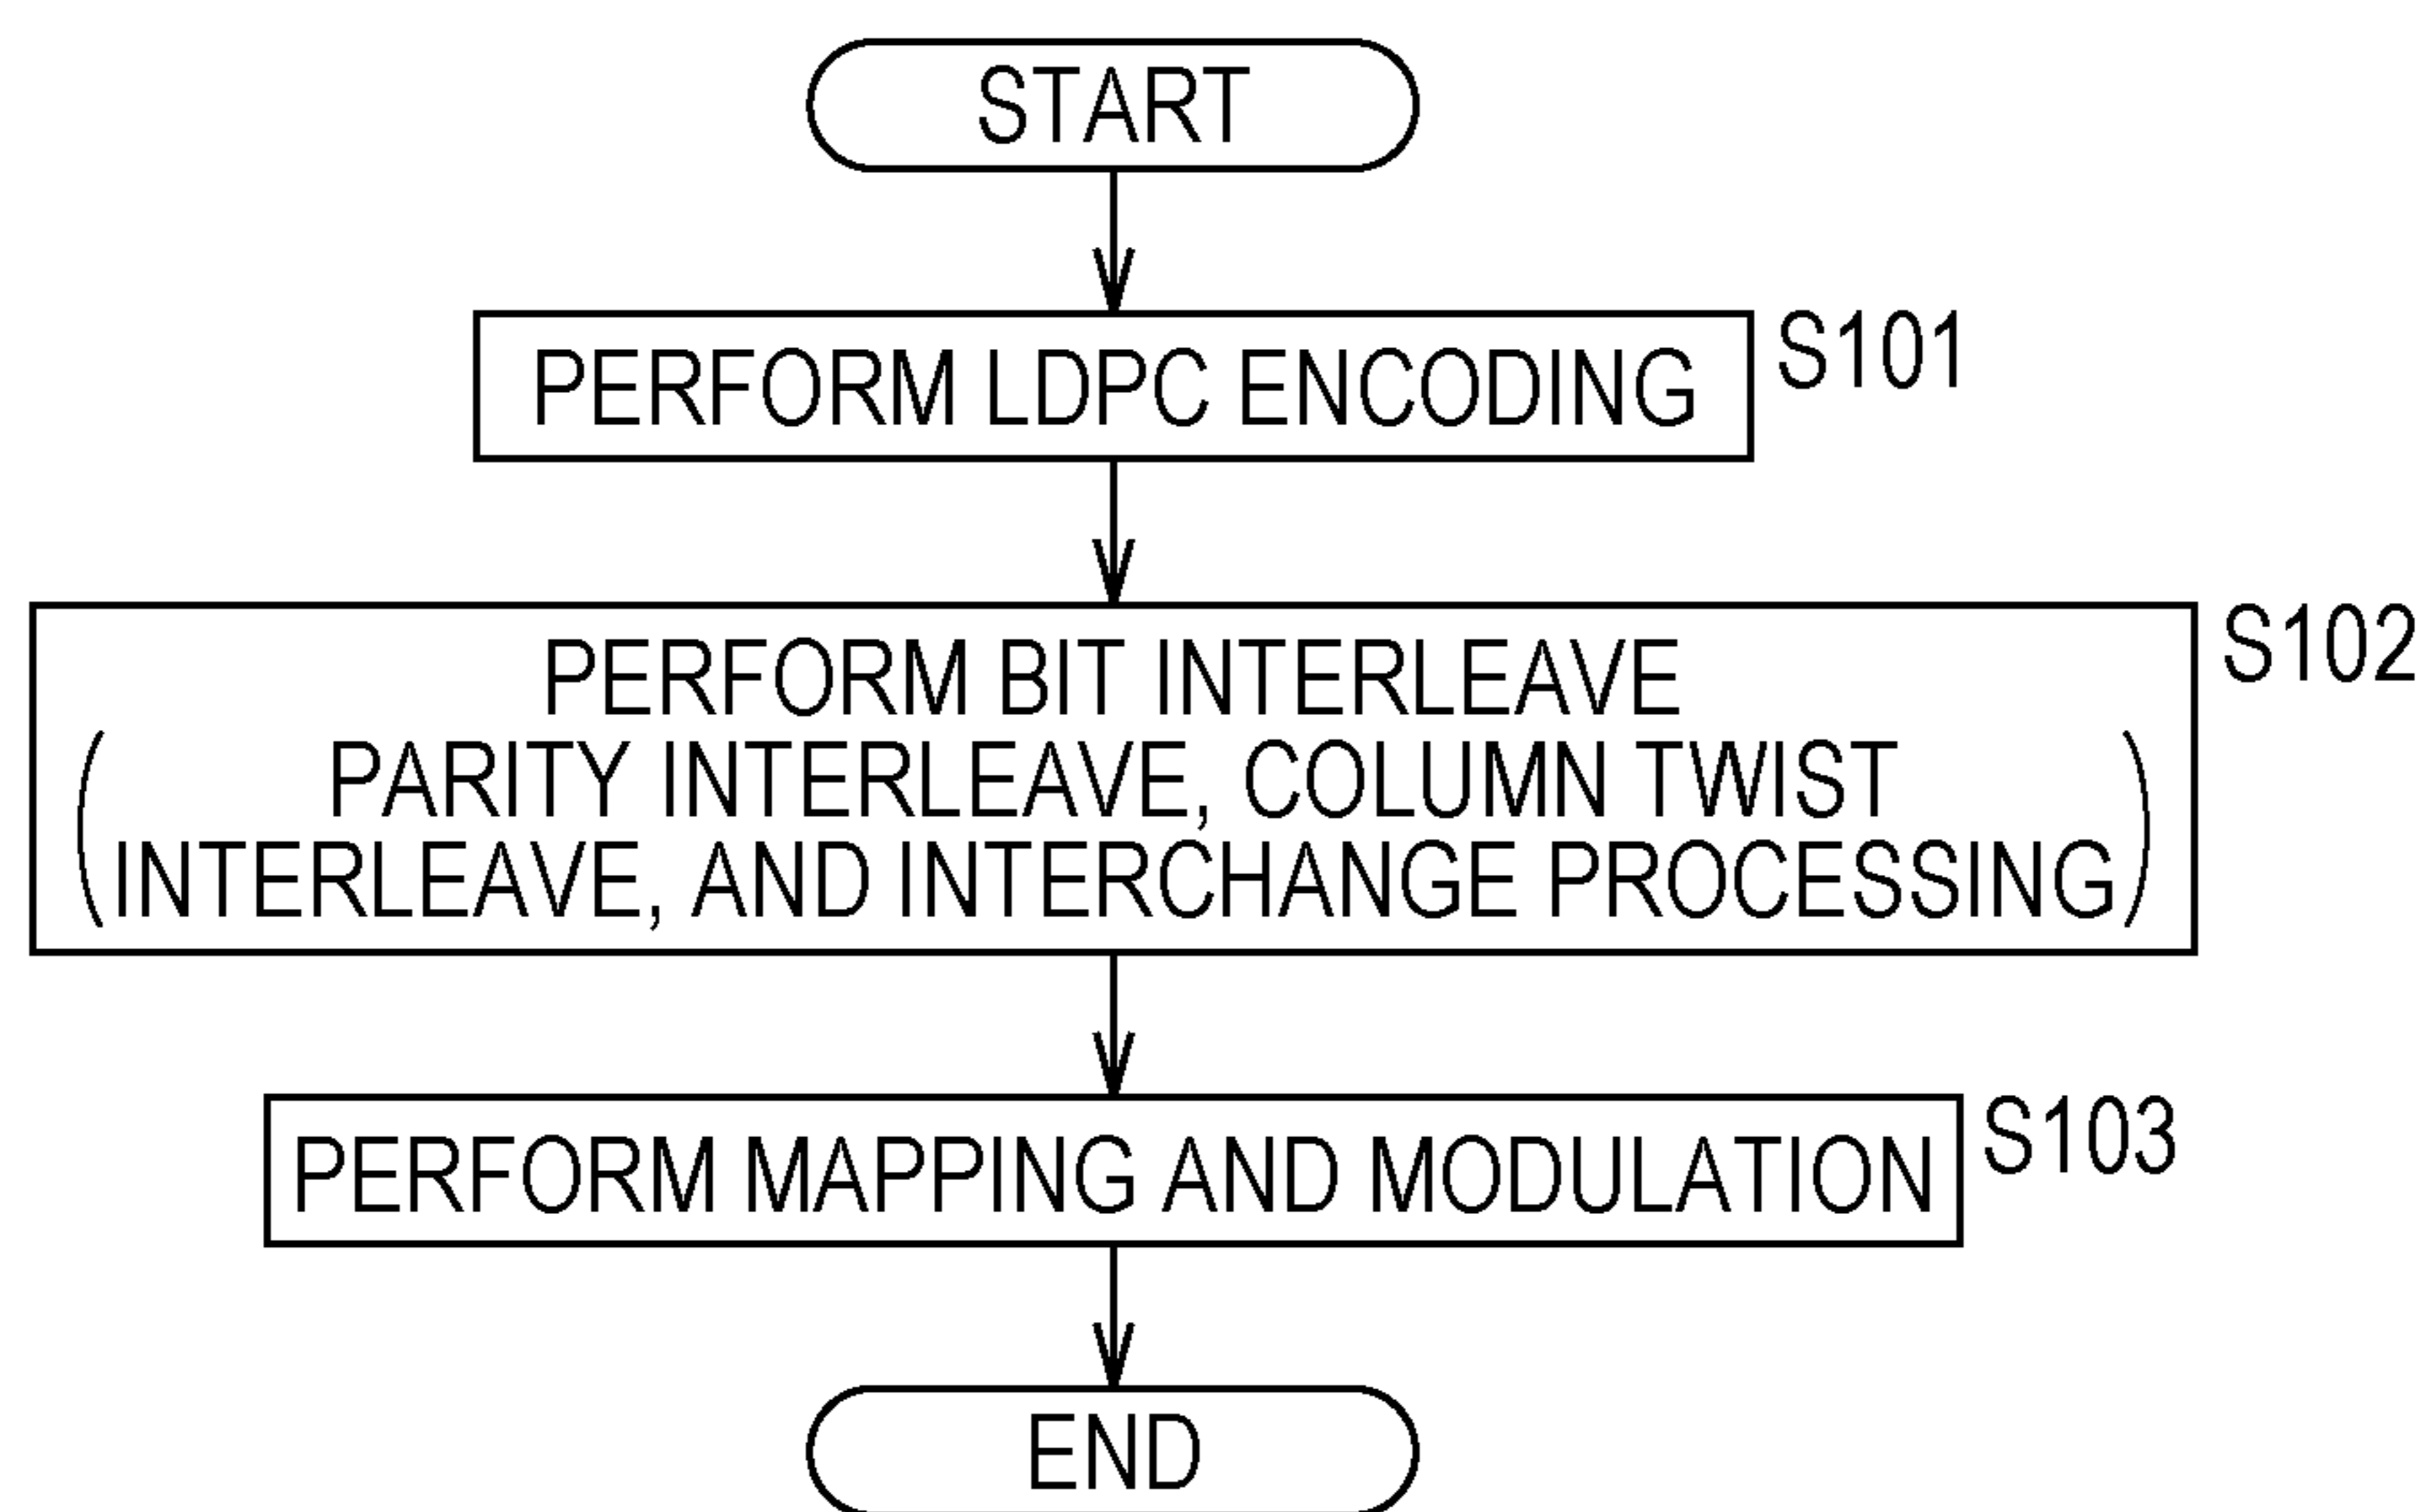 START
PERFORM LDPC ENCODING
S101
PERFORM BIT INTERLEAVE
S102
(PARITY INTERLEAVE, COLUMN TWIST
INTERLEAVE, AND INTERCHANGE PROCESSING)
PERFORM MAPPING AND MODULATION
S103
END